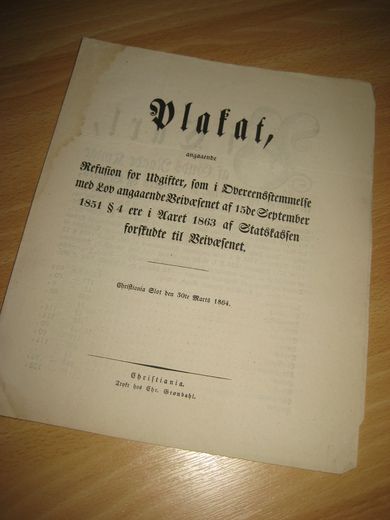 Plakat,
angaaende
Refusion for Udgifter, som i Overeensstemmelse
med Lov angaaende Veivæsenet af 15de September
1851 § 4 ere i Aaret 1863 af Statskassen
forskudte til Veivæsenet.
Christiania Slot den 30te Marts 1864.
Christiania.
Trykt hos Chr. Grøndahl.